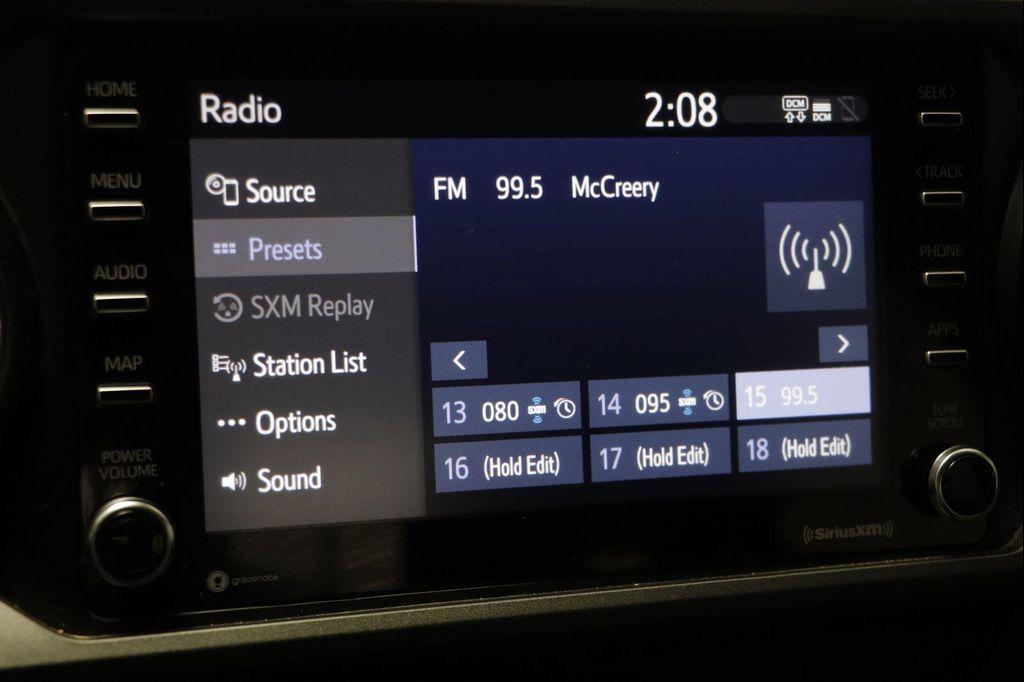 HOME
MENU
AUDIO
MAP
POWER
VOLUME
Radio
2:08
DCM
DCM
Source
Presets
SXM Replay
Station List
Options
Sound
FM 99.5 McCreery
<
>
13 080 sxm
14 095 sxm
15 99.5
16 (Hold Edit)
17 (Hold Edit)
18 (Hold Edit)
SEEK>
<TRACK
PHONE
APPS
TUNE
SCROLL
gracenote
SiriusXM